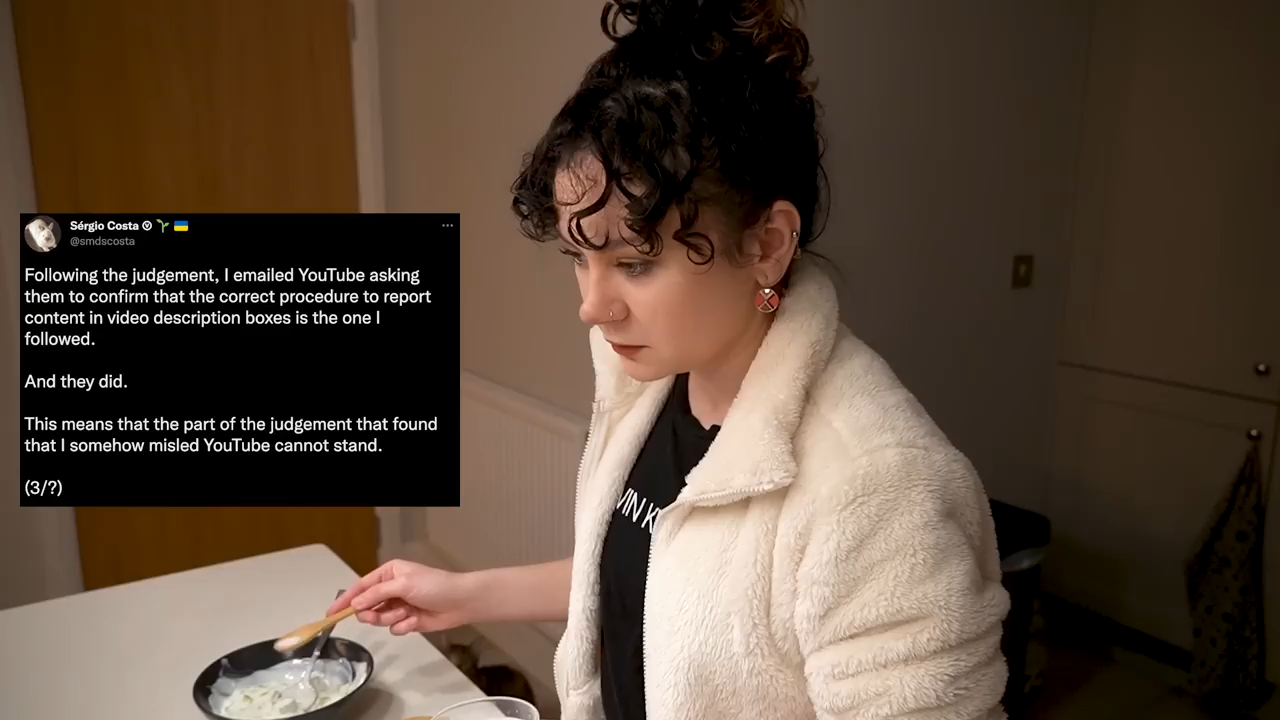 Sérgio Costa
@smdscosta
Following the judgement, I emailed YouTube asking
them to confirm that the correct procedure to report
content in video description boxes is the one I
followed.
And they did.
This means that the part of the judgement that found
that I somehow misled YouTube cannot stand.
(3/?)
VIN K